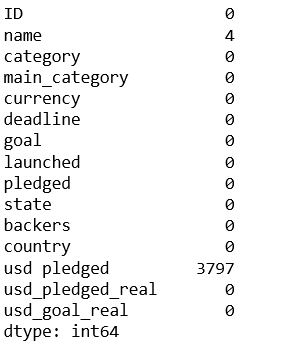 ID 0
name 4
category 0
main_category 0
currency 0
deadline 0
goal 0
launched 0
pledged 0
state 0
backers 0
country 0
usd pledged 3797
usd_pledged_real 0
usd_goal_real 0
dtype: int64